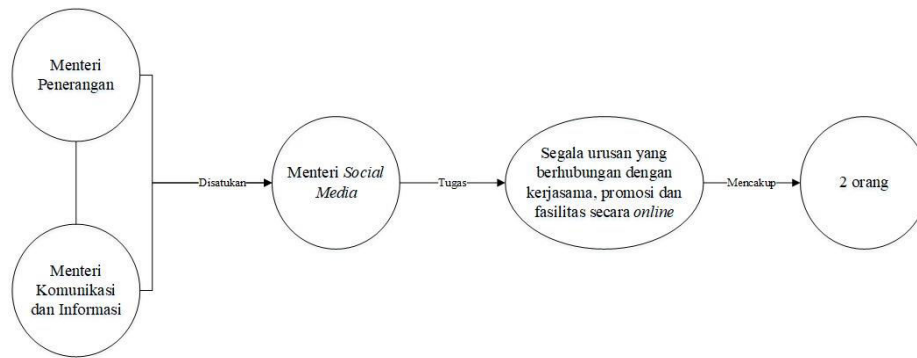 Menteri
Penerangan
Menteri
Komunikasi
dan Informasi
Disatukan
Menteri Social
Media
Tugas
Segala urusan yang
berhubungan dengan
kerjasama, promosi dan
fasilitas secara online
Mencakup
2 orang